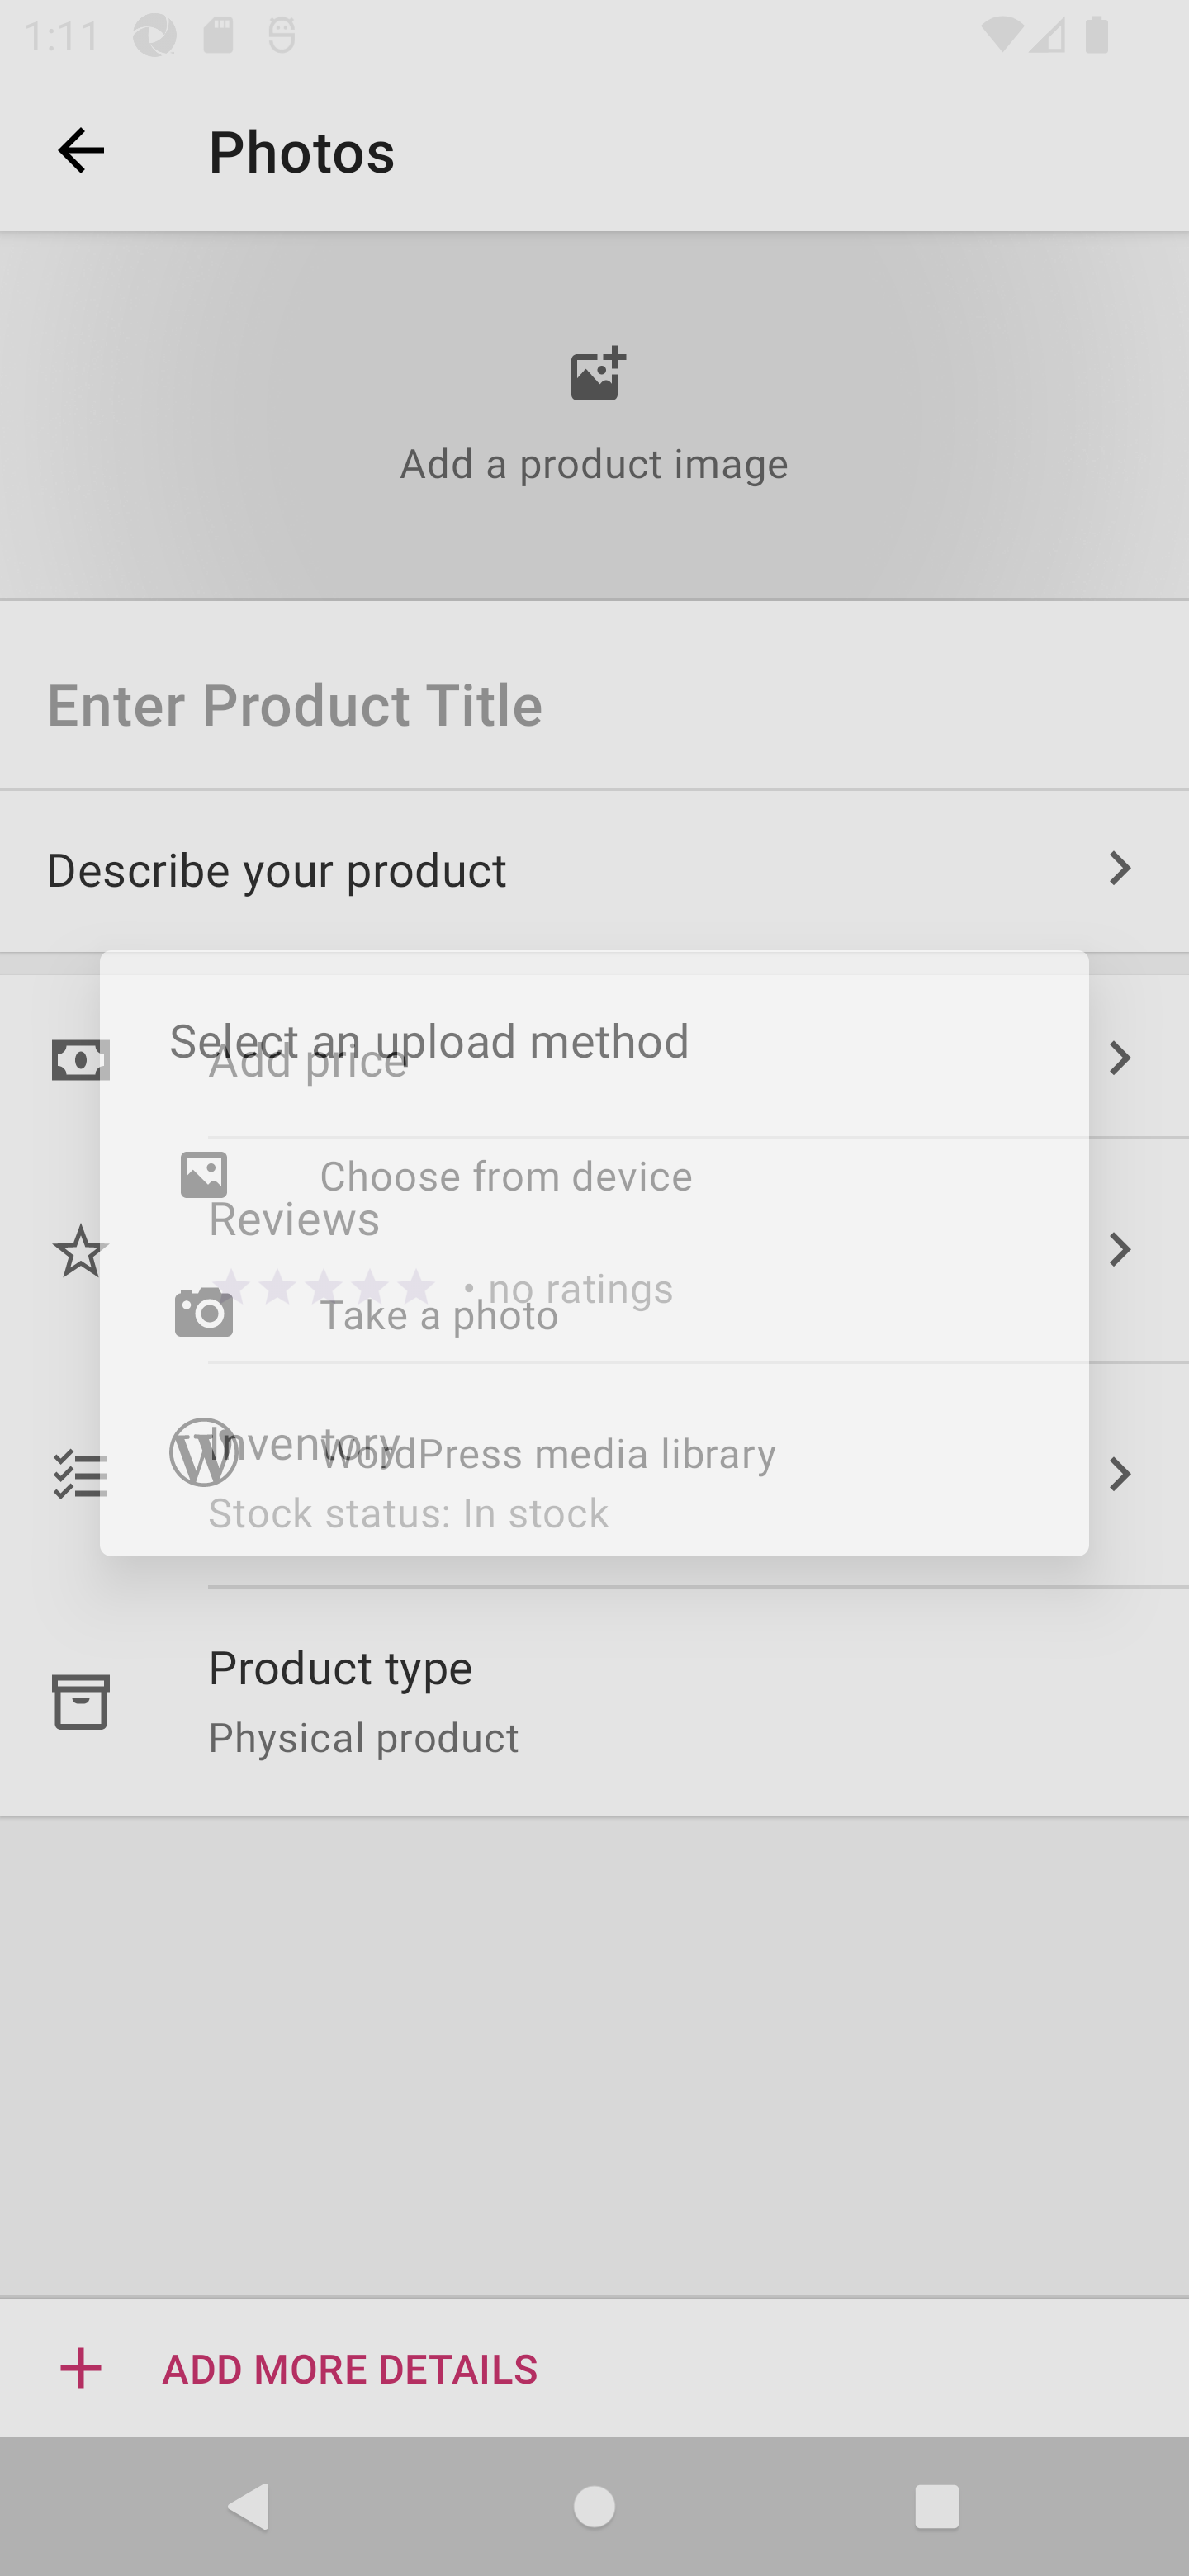 1:11
Photos
Add a product image
Enter Product Title
Describe your product
Select an upload method
Add price
Choose from device
Reviews
• no ratings
Take a photo
Inventory
WordPress media library
Stock status: In stock
Product type
Physical product
ADD MORE DETAILS